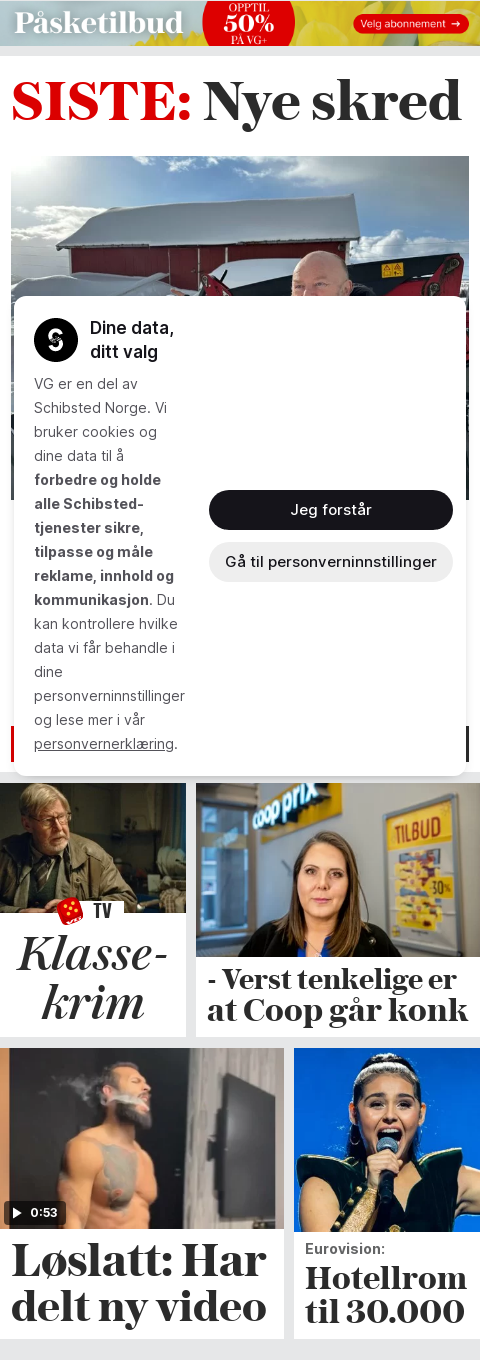 Påsketilbud
OPPTIL
50%
PÅ VG+
Velg abonnement →
SISTE: Nye skred
Dine data,
ditt valg
VG er en del av
Schibsted Norge. Vi
bruker cookies og
dine data til å
forbedre og holde
alle Schibsted-
tjenester sikre,
tilpasse og måle
reklame, innhold og
kommunikasjon. Du
kan kontrollere hvilke
data vi får behandle i
dine
personverninnstillinger
og lese mer i vår
personvernerklæring.
Jeg forstår
Gå til personverninnstillinger
coop prix
TILBUD
30%
TV
Klasse-
krim
- Verst tenkelige er
at Coop går konk
0:53
Løslatt: Har
delt ny video
Eurovision:
Hotellrom
til 30.000